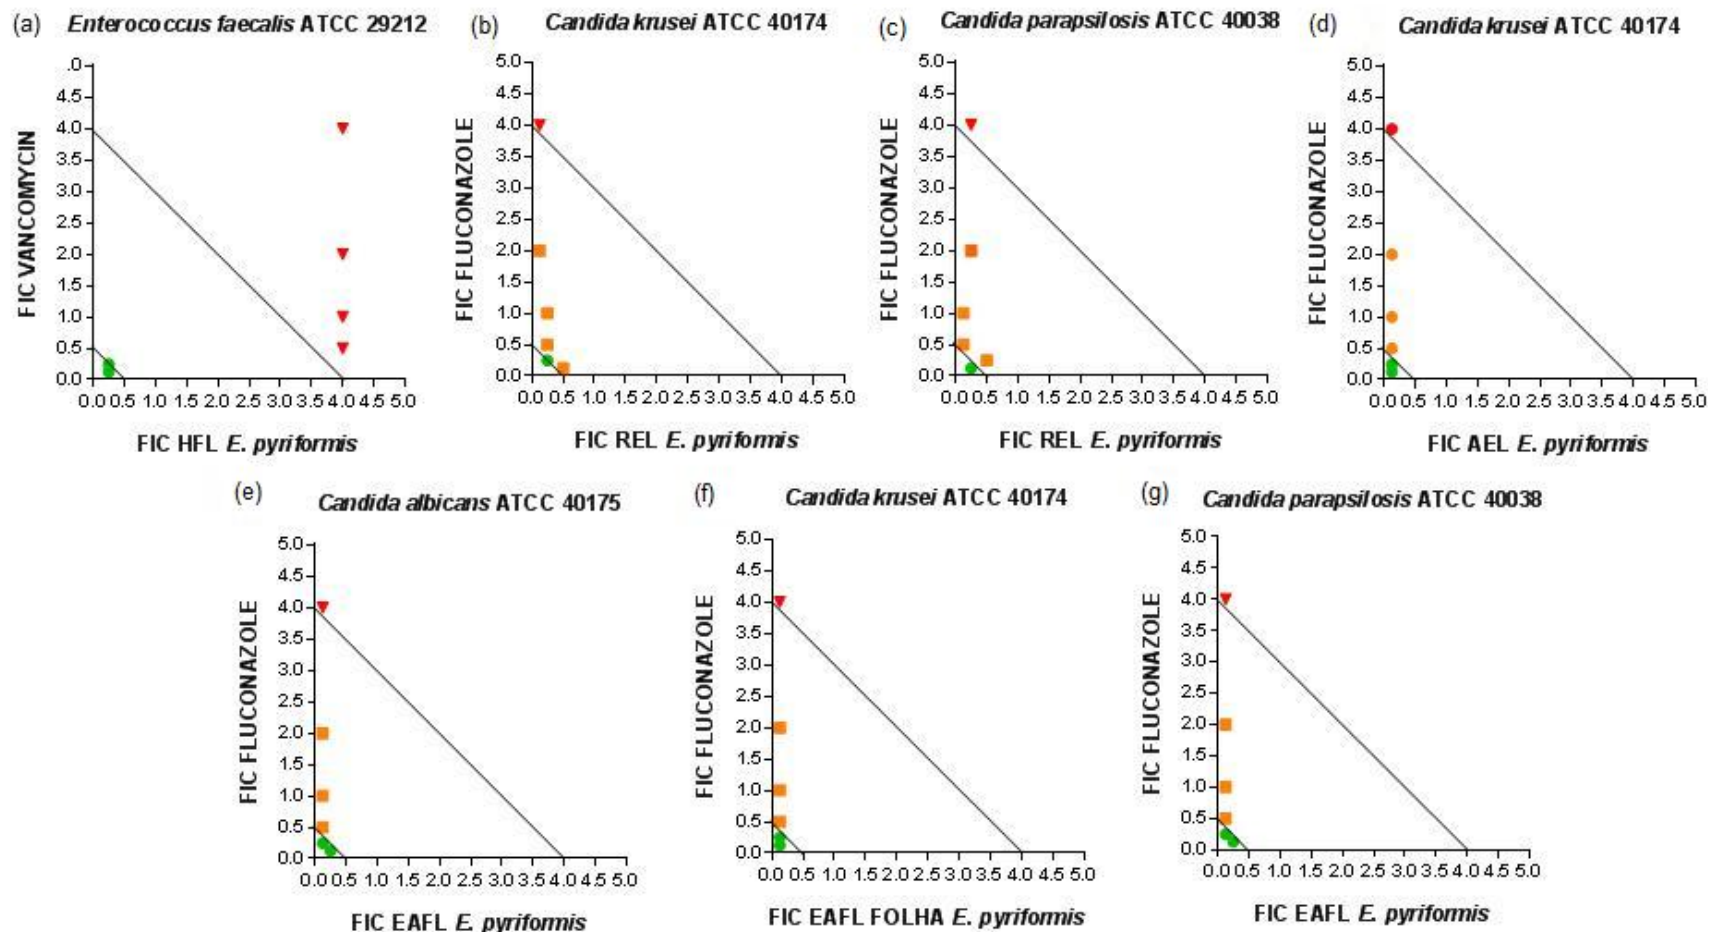 (a) Enterococcus faecalis ATCC 29212
.0
4.5
4.0
3.5
3.0
2.5
2.0
1.5
1.0
0.5
0.0
0.0 0.5 1.0 1.5 2.0 2.5 3.0 3.5 4.0 4.5 5.0
FIC VANCOMYCIN
FIC HFL E. pyriformis
(b) Candida krusei ATCC 40174
5.0
4.5
4.0
3.5
3.0
2.5
2.0
1.5
1.0
0.5
0.0
0.0 0.5 1.0 1.5 2.0 2.5 3.0 3.5 4.0 4.5 5.0
FIC FLUCONAZOLE
FIC REL E. pyriformis
(c) Candida parapsilosis ATCC 40038
5.0
4.5
4.0
3.5
3.0
2.5
2.0
1.5
1.0
0.5
0.0
0.0 0.5 1.0 1.5 2.0 2.5 3.0 3.5 4.0 4.5 5.0
FIC FLUCONAZOLE
FIC REL E. pyriformis
(d) Candida krusei ATCC 40174
5.0
4.5
4.0
3.5
3.0
2.5
2.0
1.5
1.0
0.5
0.0
0.0 0.5 1.0 1.5 2.0 2.5 3.0 3.5 4.0 4.5 5.0
FIC FLUCONAZOLE
FIC AEL E. pyriformis
(e) Candida albicans ATCC 40175
5.0
4.5
4.0
3.5
3.0
2.5
2.0
1.5
1.0
0.5
0.0
0.0 0.5 1.0 1.5 2.0 2.5 3.0 3.5 4.0 4.5 5.0
FIC FLUCONAZOLE
FIC EAFL E. pyriformis
(f) Candida krusei ATCC 40174
5.0
4.5
4.0
3.5
3.0
2.5
2.0
1.5
1.0
0.5
0.0
0.0 0.5 1.0 1.5 2.0 2.5 3.0 3.5 4.0 4.5 5.0
FIC FLUCONAZOLE
FIC EAFL FOLHA E. pyriformis
(g) Candida parapsilosis ATCC 40038
5.0
4.5
4.0
3.5
3.0
2.5
2.0
1.5
1.0
0.5
0.0
0.0 0.5 1.0 1.5 2.0 2.5 3.0 3.5 4.0 4.5 5.0
FIC FLUCONAZOLE
FIC EAFL E. pyriformis